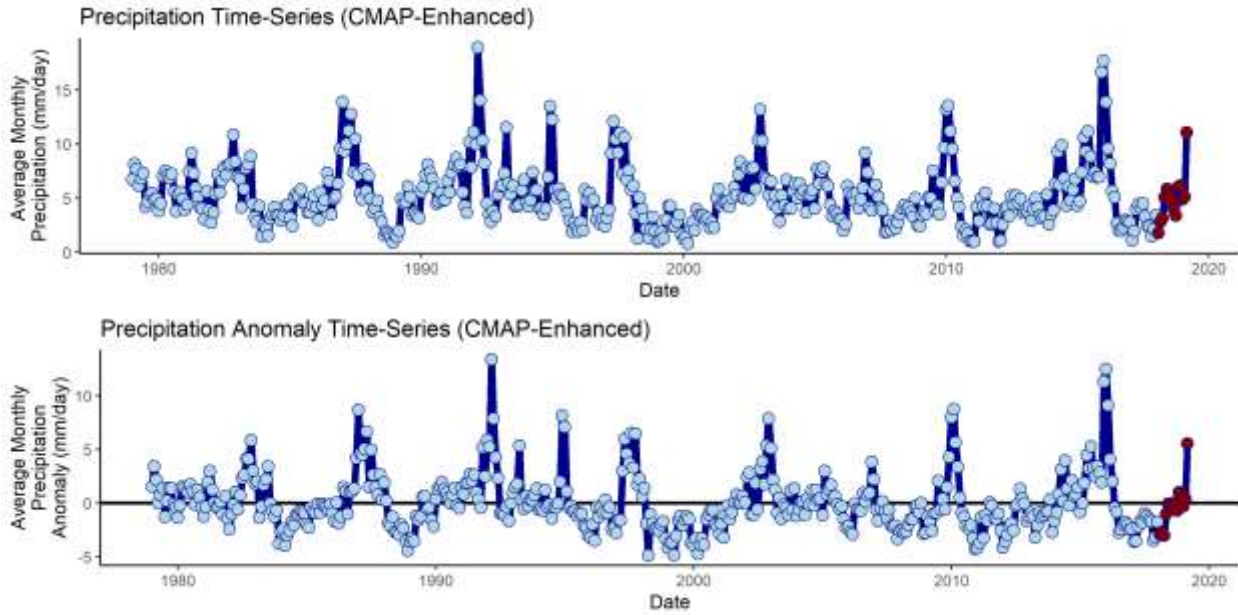 Precipitation Time-Series (CMAP-Enhanced)
Average Monthly
Precipitation (mm/day)
15
10
5
0
1980
1990
2000
2010
2020
Date
Precipitation Anomaly Time-Series (CMAP-Enhanced)
Average Monthly
Precipitation
Anomaly (mm/day)
10
5
0
-5
1980
1990
2000
2010
2020
Date